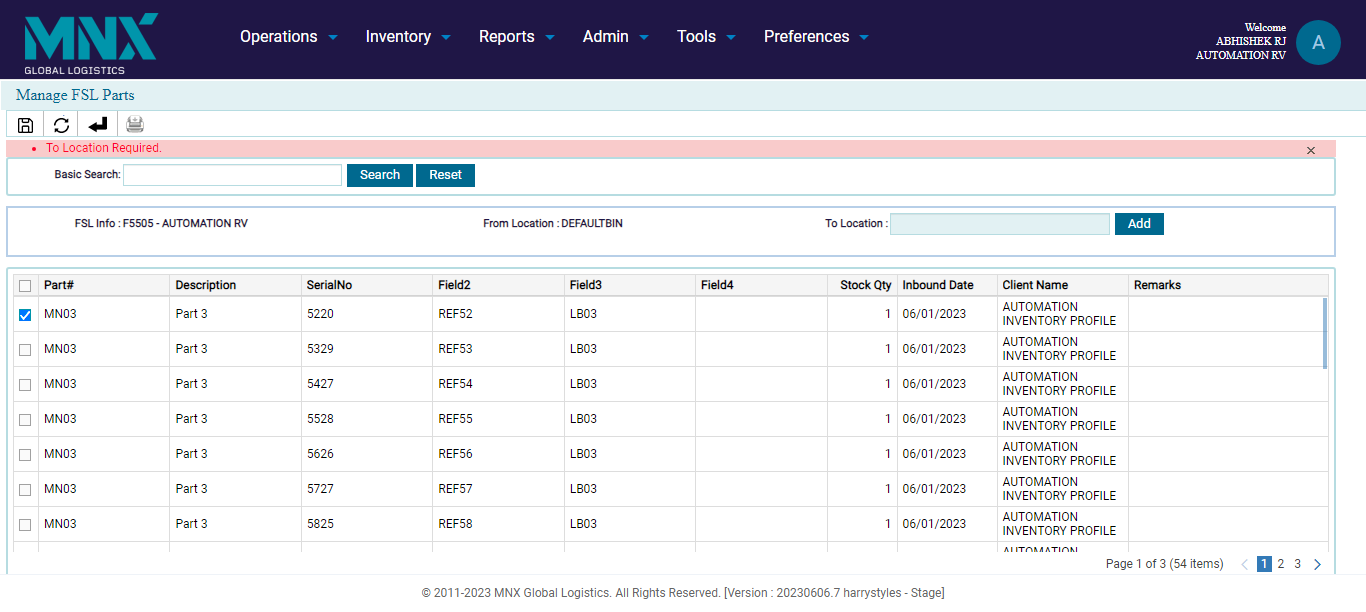 MNX
GLOBAL LOGISTICS
Operations Inventory Reports Admin Tools Preferences
Welcome
ABHISHEK RJ
AUTOMATION RV
A
Manage FSL Parts
• To Location Required. ×
Basic Search: Search Reset
FSL Info : F5505 - AUTOMATION RV From Location : DEFAULTBIN To Location : Add
Part# Description SerialNo Field2 Field3 Field4 Stock Qty Inbound Date Client Name Remarks
MN03 Part 3 5220 REF52 LB03 1 06/01/2023 AUTOMATION
INVENTORY PROFILE
MN03 Part 3 5329 REF53 LB03 1 06/01/2023 AUTOMATION
INVENTORY PROFILE
MN03 Part 3 5427 REF54 LB03 1 06/01/2023 AUTOMATION
INVENTORY PROFILE
MN03 Part 3 5528 REF55 LB03 1 06/01/2023 AUTOMATION
INVENTORY PROFILE
MN03 Part 3 5626 REF56 LB03 1 06/01/2023 AUTOMATION
INVENTORY PROFILE
MN03 Part 3 5727 REF57 LB03 1 06/01/2023 AUTOMATION
INVENTORY PROFILE
MN03 Part 3 5825 REF58 LB03 1 06/01/2023 AUTOMATION
INVENTORY PROFILE
AUTOMATION
Page 1 of 3 (54 items) 1 2 3
© 2011-2023 MNX Global Logistics. All Rights Reserved. [Version : 20230606.7 harrystyles - Stage]